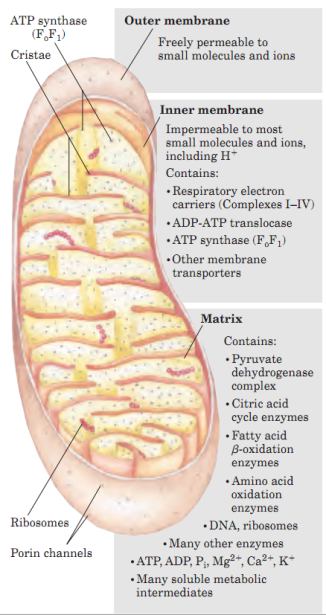 ATP synthase
(FₒF₁)
Cristae
Outer membrane
Freely permeable to
small molecules and ions
Inner membrane
Impermeable to most
small molecules and ions,
including H⁺
Contains:
• Respiratory electron
carriers (Complexes I–IV)
• ADP-ATP translocase
• ATP synthase (FₒF₁)
• Other membrane
transporters
Matrix
Contains:
• Pyruvate
dehydrogenase
complex
• Citric acid
cycle enzymes
• Fatty acid
β-oxidation
enzymes
• Amino acid
oxidation
enzymes
• DNA, ribosomes
• Many other enzymes
• ATP, ADP, Pᵢ, Mg²⁺, Ca²⁺, K⁺
• Many soluble metabolic
intermediates
Ribosomes
Porin channels